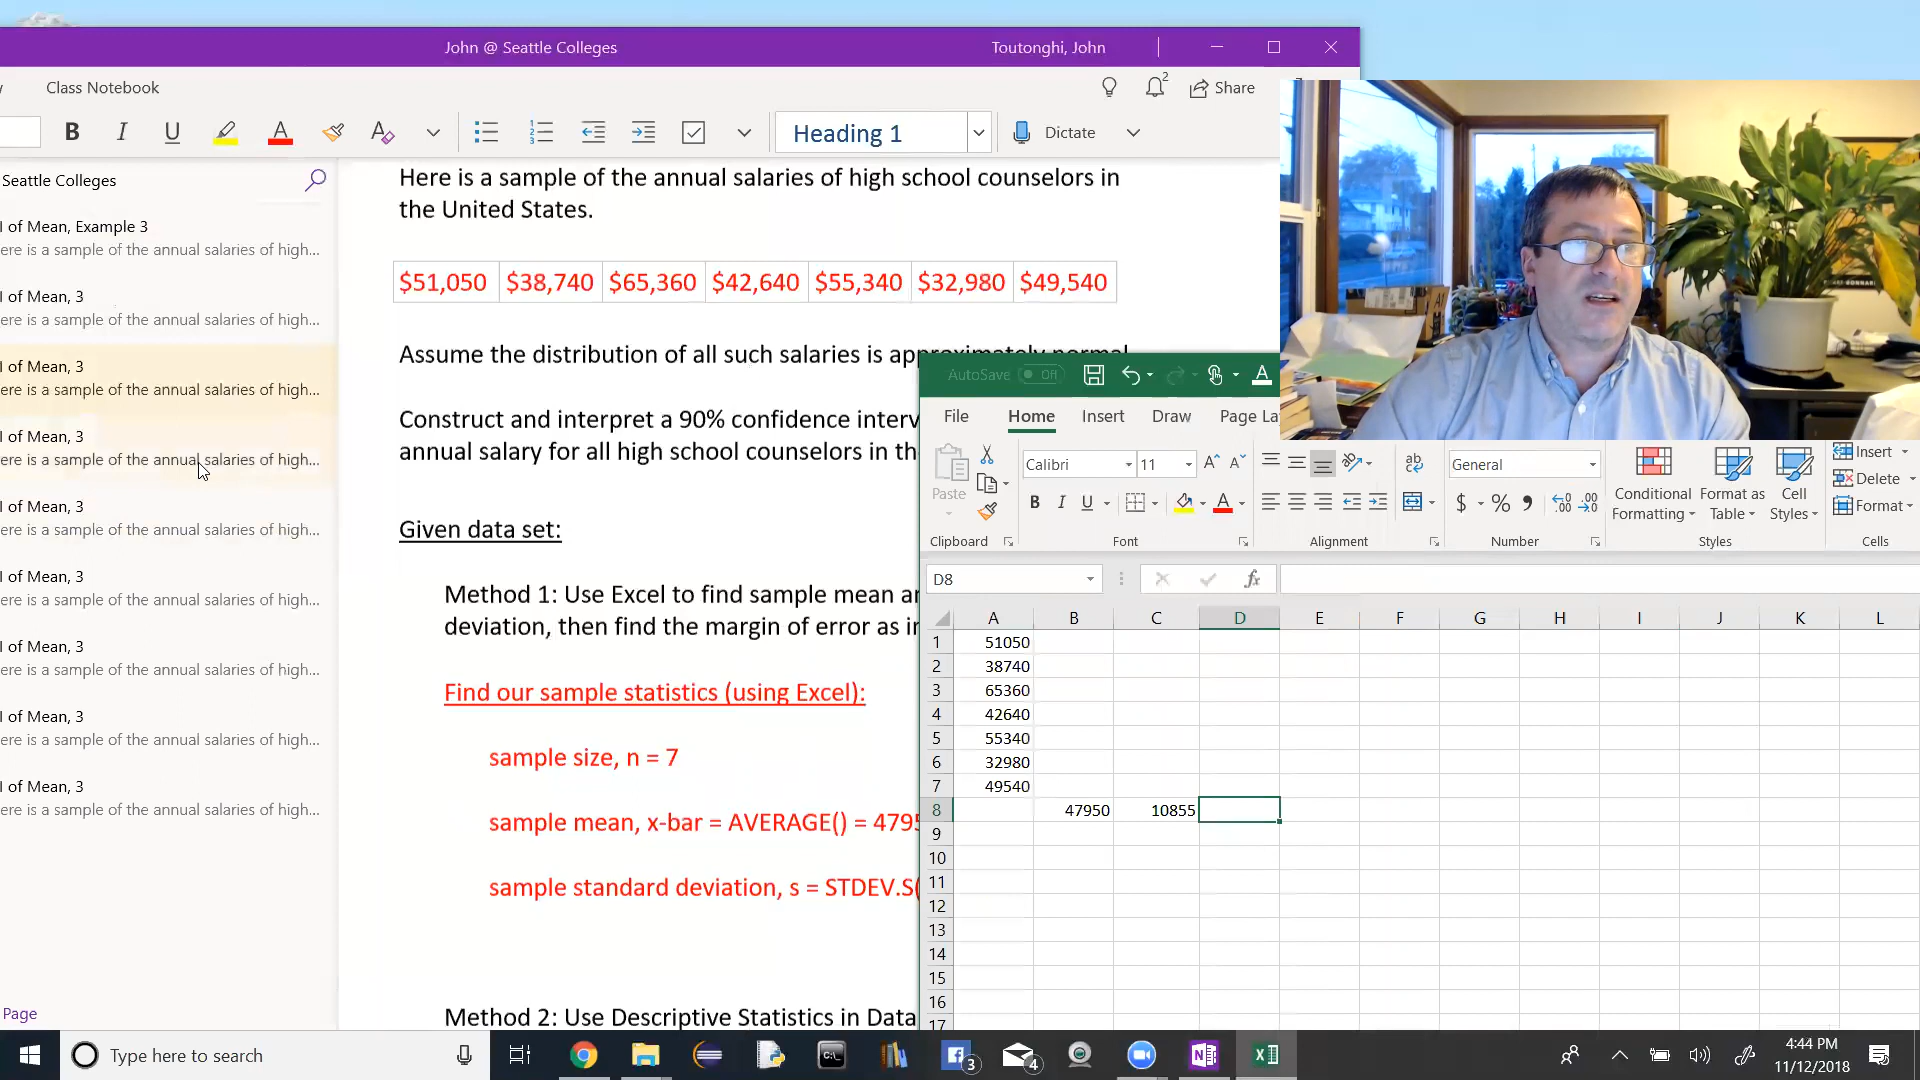 John @ Seattle Colleges
Toutonghi, John
Class Notebook
2
Share
B I U
Heading 1
Dictate
Seattle Colleges
I of Mean, Example 3
ere is a sample of the annual salaries of high...
I of Mean, 3
ere is a sample of the annual salaries of high...
I of Mean, 3
ere is a sample of the annual salaries of high...
I of Mean, 3
ere is a sample of the annual salaries of high...
I of Mean, 3
ere is a sample of the annual salaries of high...
I of Mean, 3
ere is a sample of the annual salaries of high...
I of Mean, 3
ere is a sample of the annual salaries of high...
I of Mean, 3
ere is a sample of the annual salaries of high...
I of Mean, 3
ere is a sample of the annual salaries of high...
Page
Here is a sample of the annual salaries of high school counselors in
the United States.
$51,050 $38,740 $65,360 $42,640 $55,340 $32,980 $49,540
Assume the distribution of all such salaries is approximately normal
Construct and interpret a 90% confidence interv
annual salary for all high school counselors in th
Given data set:
Method 1: Use Excel to find sample mean a
deviation, then find the margin of error as i
Find our sample statistics (using Excel):
sample size, n = 7
sample mean, x-bar = AVERAGE() = 4795
sample standard deviation, s = STDEV.S(
Method 2: Use Descriptive Statistics in Data
AutoSave Off
File Home Insert Draw Page La
Calibri 11
General
Paste
B I U
$ % 9
Conditional Formatting
Format as Table
Cell Styles
Insert
Delete
Format
Clipboard Font Alignment Number Styles Cells
D8
fx
A B C D E F G H I J K L
1 51050
2 38740
3 65360
4 42640
5 55340
6 32980
7 49540
8 47950 10855
9
10
11
12
13
14
15
16
17
Type here to search
3
4
4:44 PM
11/12/2018